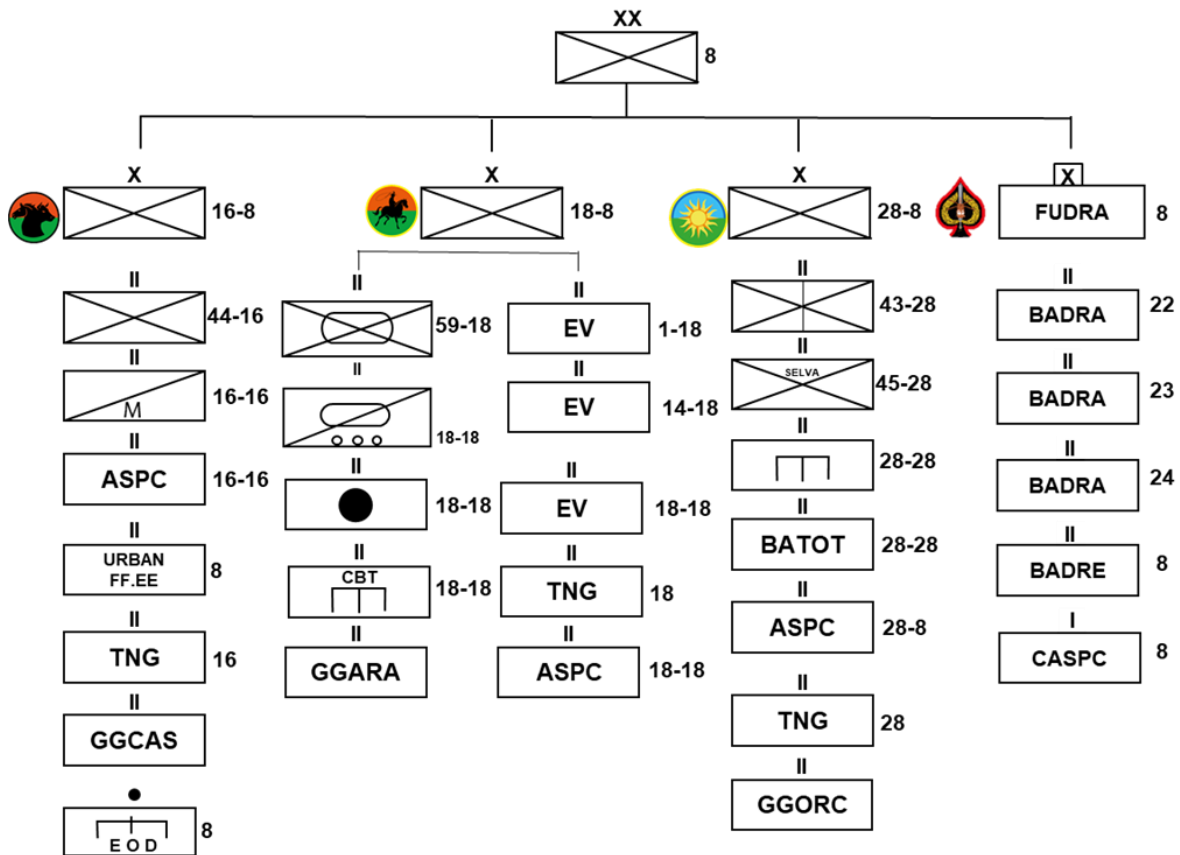 XX
8
X
16-8
X
18-8
X
28-8
X
FUDRA
8
II
44-16
II
M
16-16
II
ASPC
16-16
II
URBAN
FF.EE
8
II
TNG
16
II
GGCAS
E O D
8
II
59-18
II
18-18
II
18-18
II
CBT
18-18
II
GGARA
II
EV
1-18
II
EV
14-18
II
EV
18-18
II
TNG
18
II
ASPC
18-18
II
43-28
II
SELVA
45-28
II
28-28
II
BATOT
28-28
II
ASPC
28-8
II
TNG
28
II
GGORC
II
BADRA
22
II
BADRA
23
II
BADRA
24
II
BADRE
8
I
CASPC
8